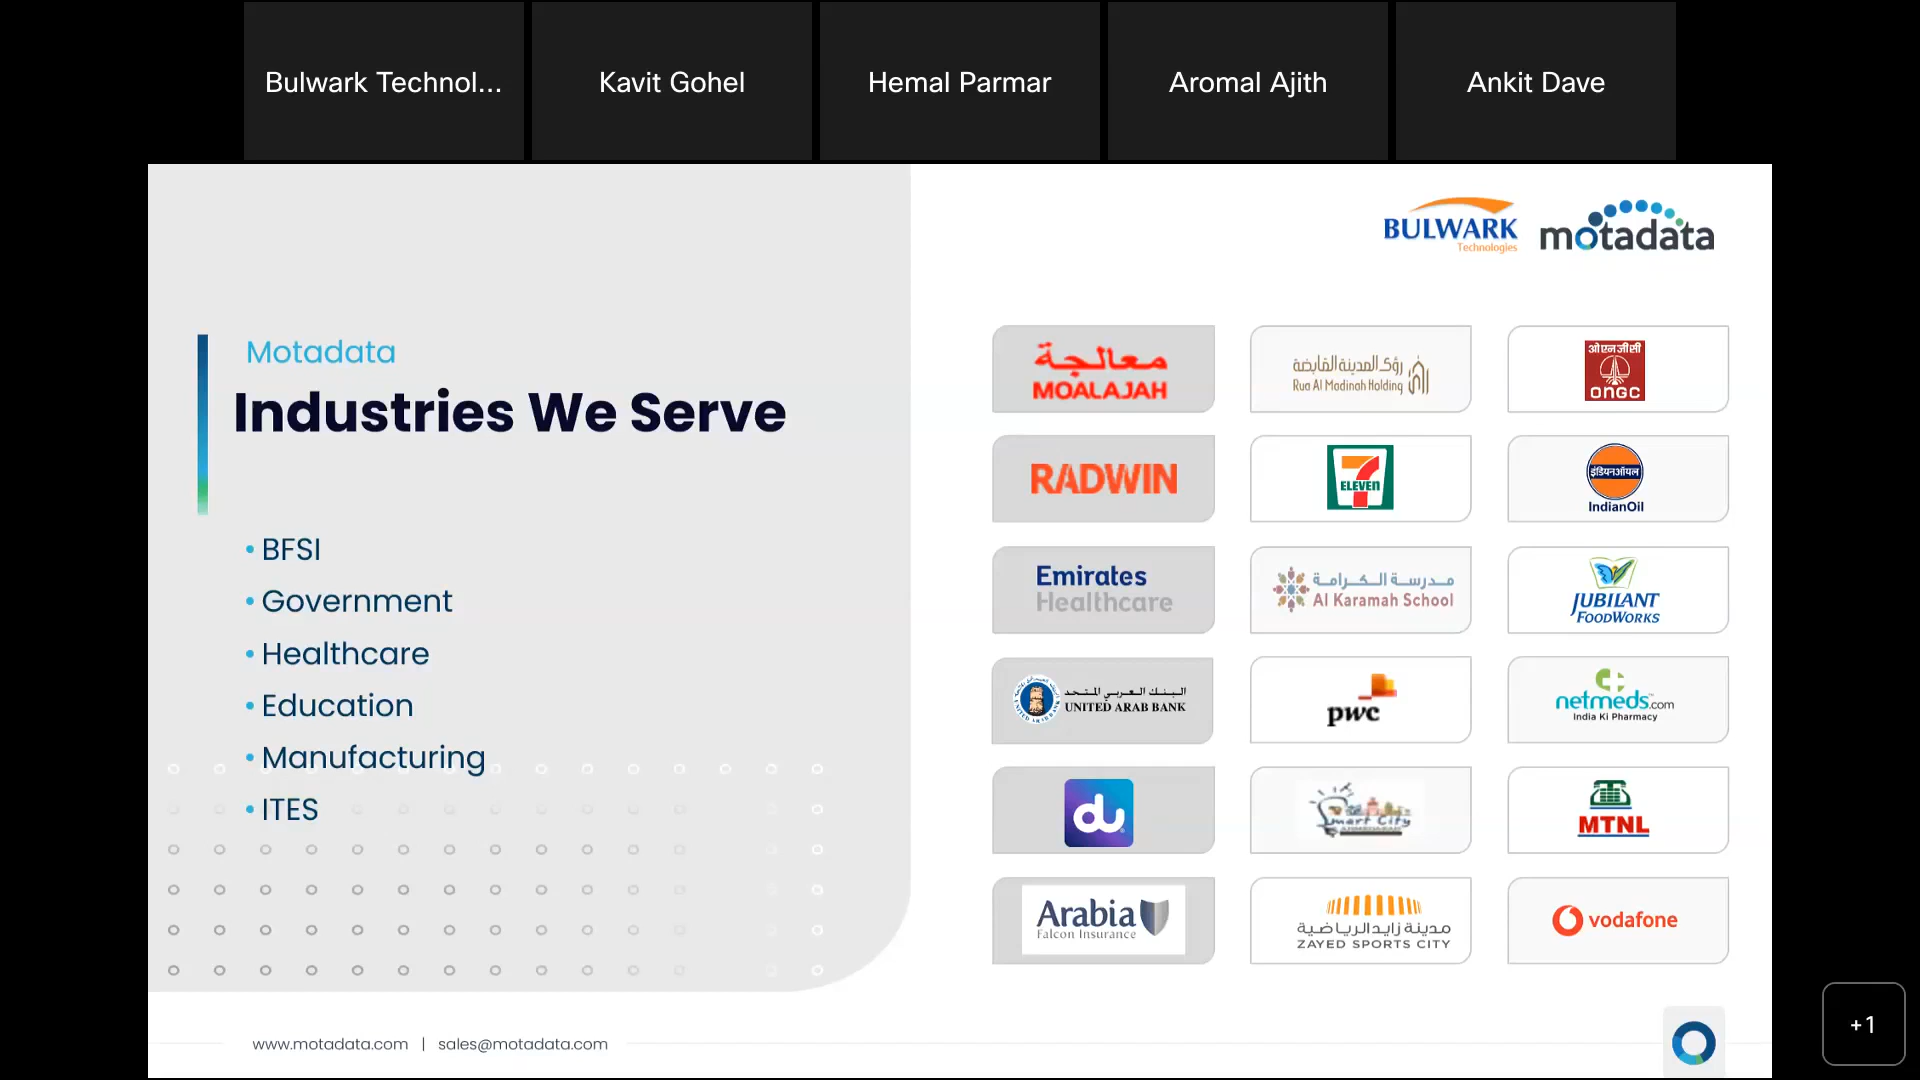 Bulwark Technol...
Kavit Gohel
Hemal Parmar
Aromal Ajith
Ankit Dave
BULWARK
Technologies
motadata
Motadata
Industries We Serve
• BFSI
• Government
• Healthcare
• Education
• Manufacturing
• ITES
معالجة
MOALAJAH
Rua Al Madinah Holding
ओएनजीसी
ONGC
RADWIN
7
ELEVEN
इंडियनऑयल
IndianOil
Emirates
Healthcare
مدرسة الكرامة
Al Karamah School
JUBILANT
FOODWORKS
البنك العربي المتحد
UNITED ARAB BANK
pwc
netmeds.com
India Ki Pharmacy
du
Smart City
MTNL
Arabia
Falcon Insurance
مدينة زايد الرياضية
ZAYED SPORTS CITY
vodafone
www.motadata.com | sales@motadata.com
+1